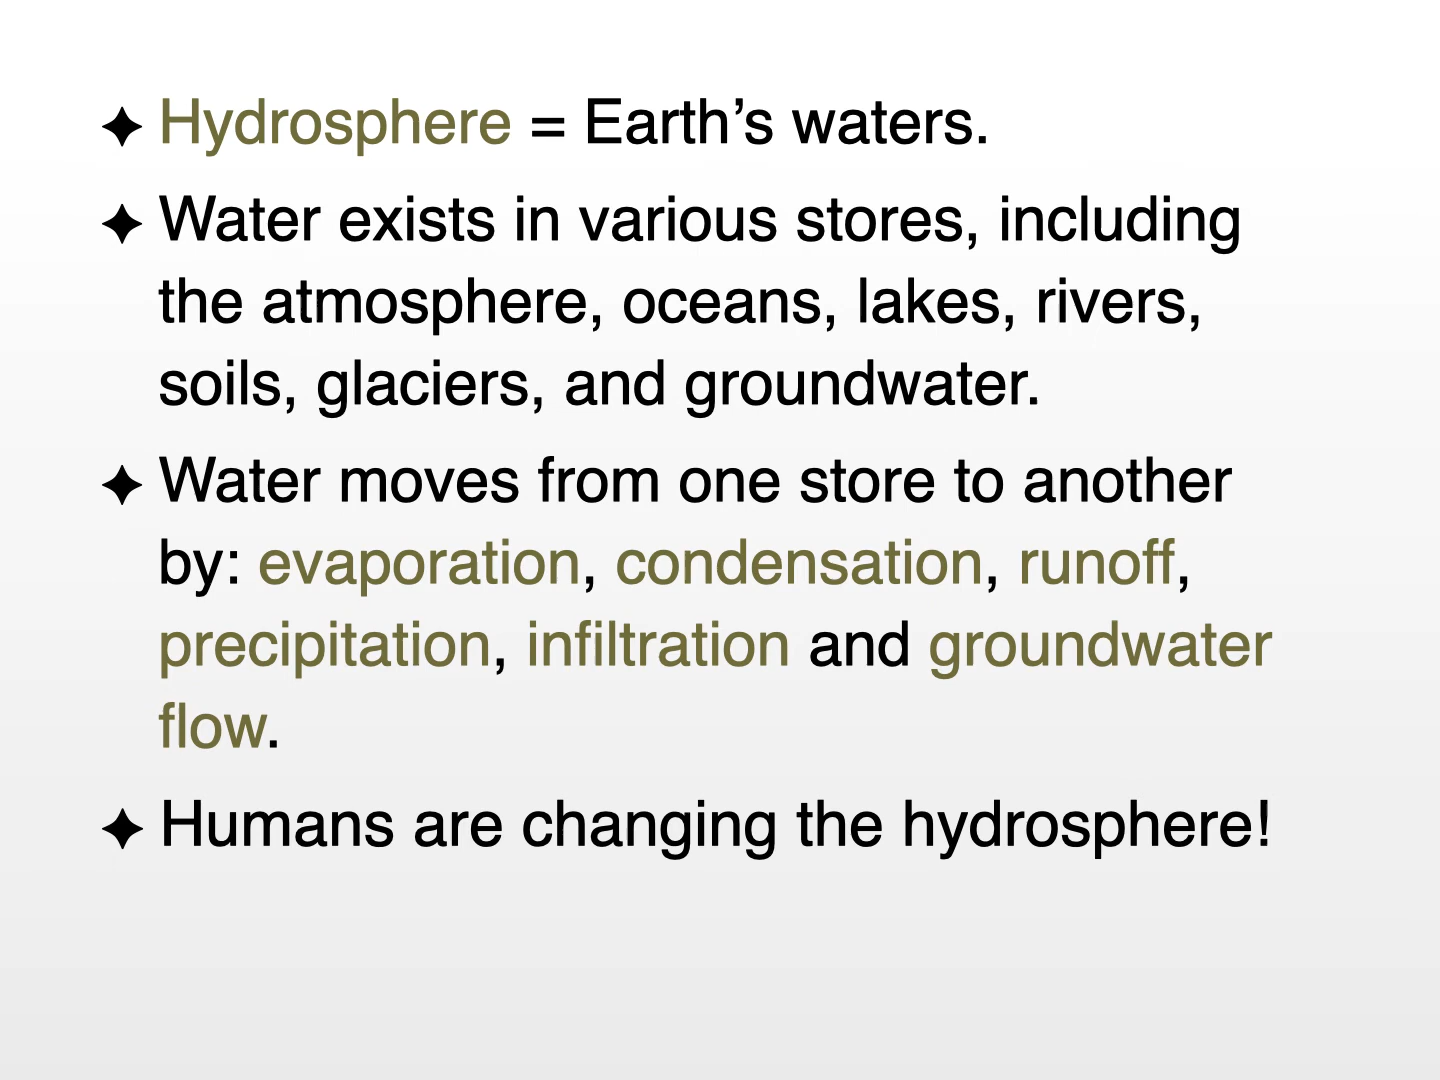 ✦ Hydrosphere = Earth’s waters.
✦ Water exists in various stores, including
the atmosphere, oceans, lakes, rivers,
soils, glaciers, and groundwater.
✦ Water moves from one store to another
by: evaporation, condensation, runoff,
precipitation, infiltration and groundwater
flow.
✦ Humans are changing the hydrosphere!